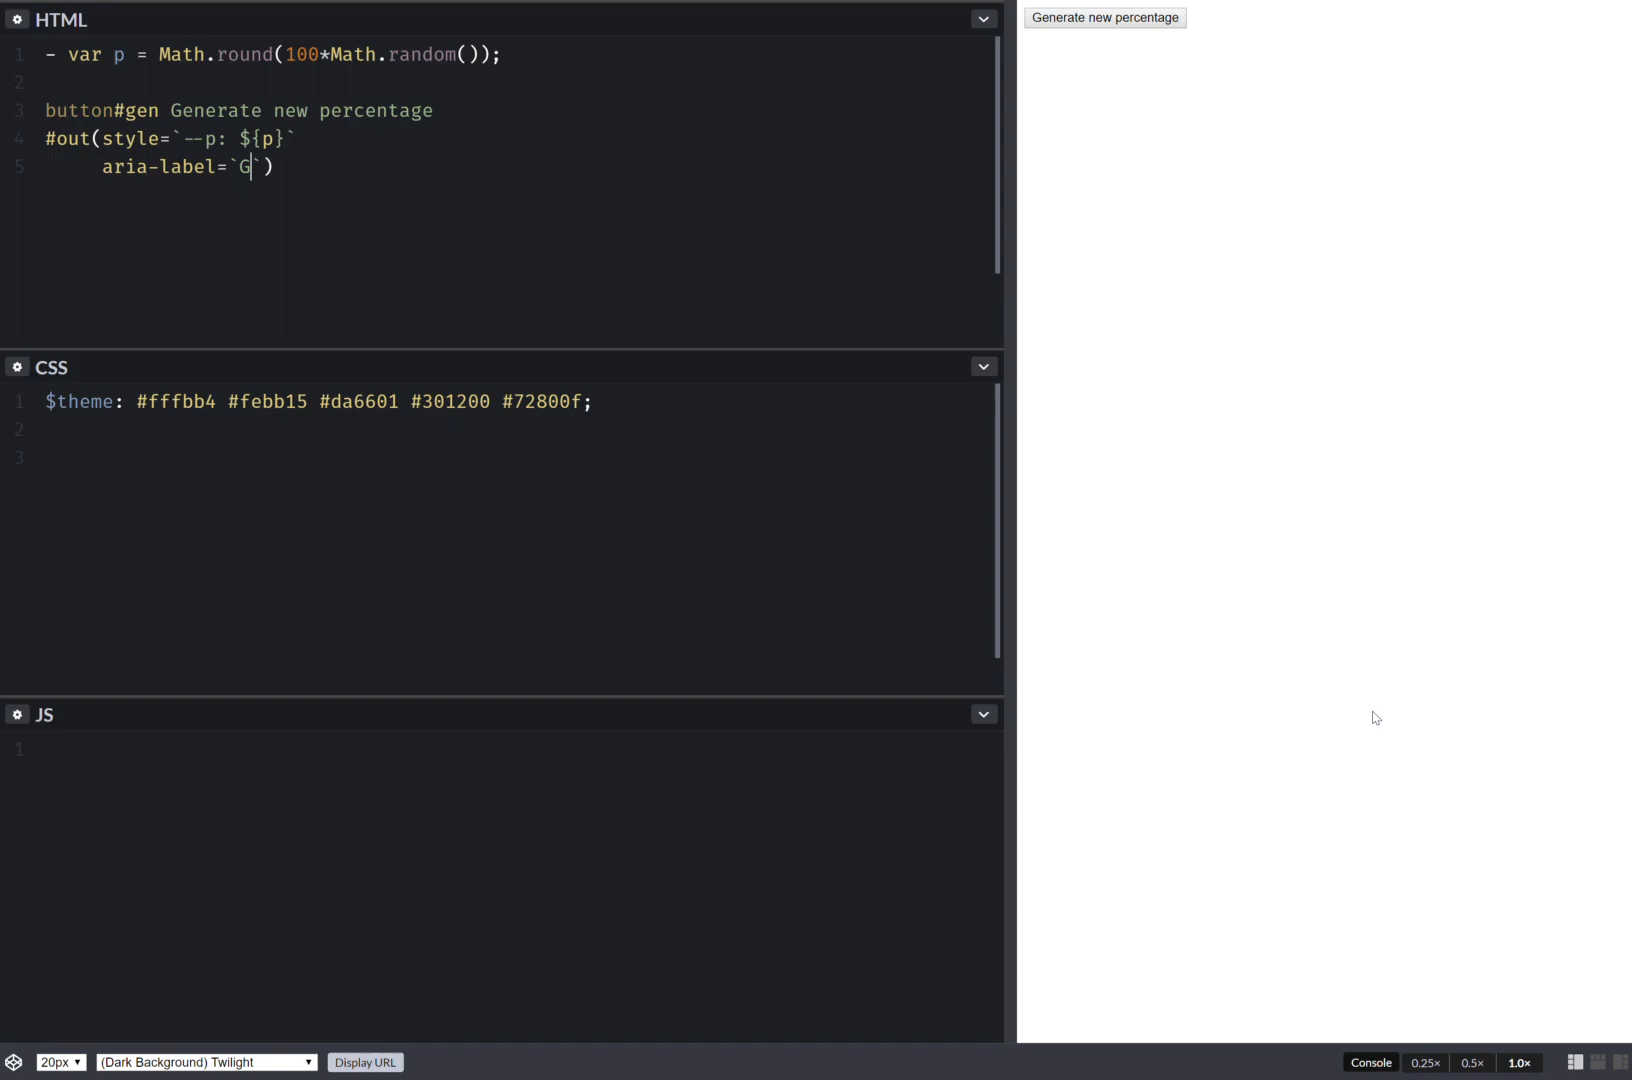 HTML
1 - var p = Math.round(100*Math.random());
2
3 button#gen Generate new percentage
4 #out(style=`--p: ${p}`
5 aria-label=`G`)
CSS
1 $theme: #fffbb4 #febb15 #da6601 #301200 #72800f;
2
3
JS
1
Generate new percentage
20px ▼ (Dark Background) Twilight ▼ Display URL
Console 0.25× 0.5× 1.0×